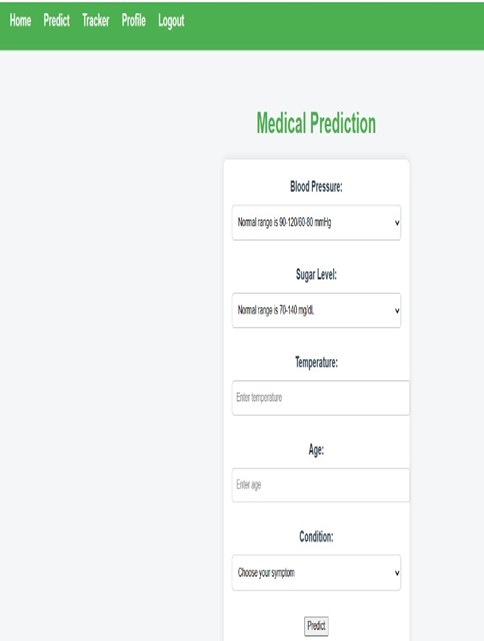 Home Predict Tracker Profile Logout
Medical Prediction
Blood Pressure:
Normal range is 90-120/60-80 mmHg
Sugar Level:
Normal range is 70-140 mg/dL
Temperature:
Enter temperature
Age:
Enter age
Condition:
Choose your symptom
Predict